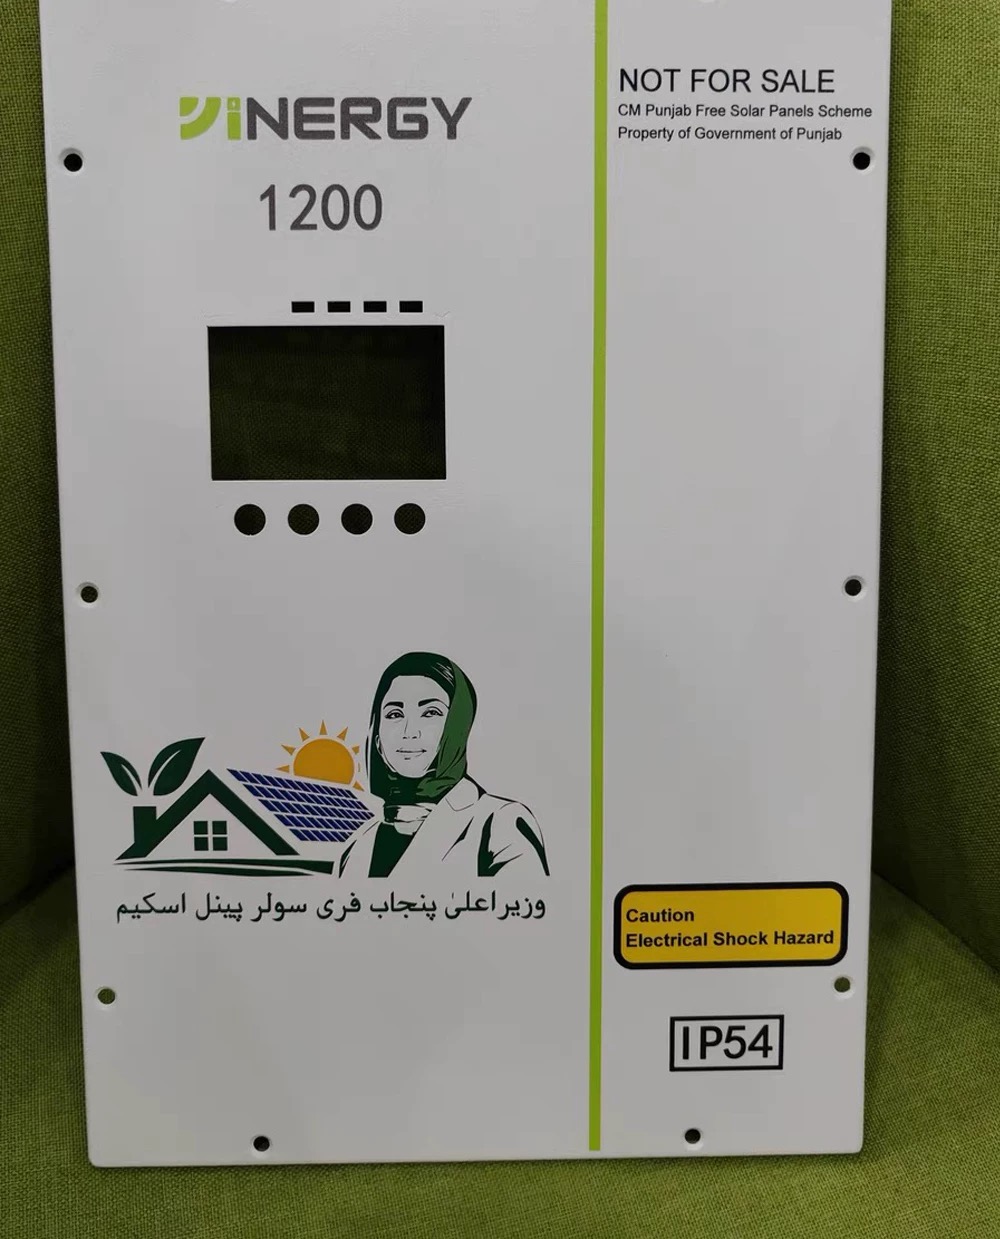 YiNERGY
1200
NOT FOR SALE
CM Punjab Free Solar Panels Scheme
Property of Government of Punjab
وزیراعلیٰ پنجاب فری سولر پینل اسکیم
Caution
Electrical Shock Hazard
IP54